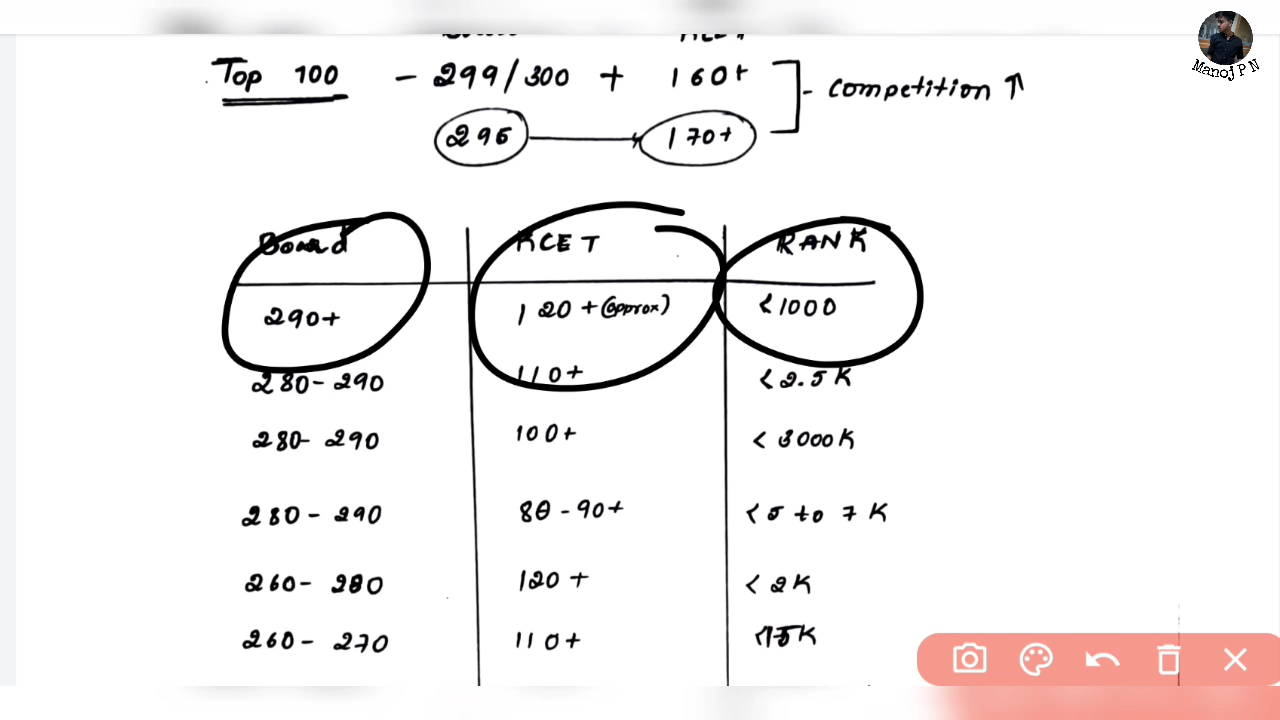 Top 100 - 299/300 + 160+ - competition ↑
296 170+
Board KCET RANK
290+ 120+(approx) <1000
280-290 110+ <2.5K
280-290 100+ <3000K
280-290 80-90+ <5 to 7K
260-280 120+ <2K
260-270 110+
Manoj P N